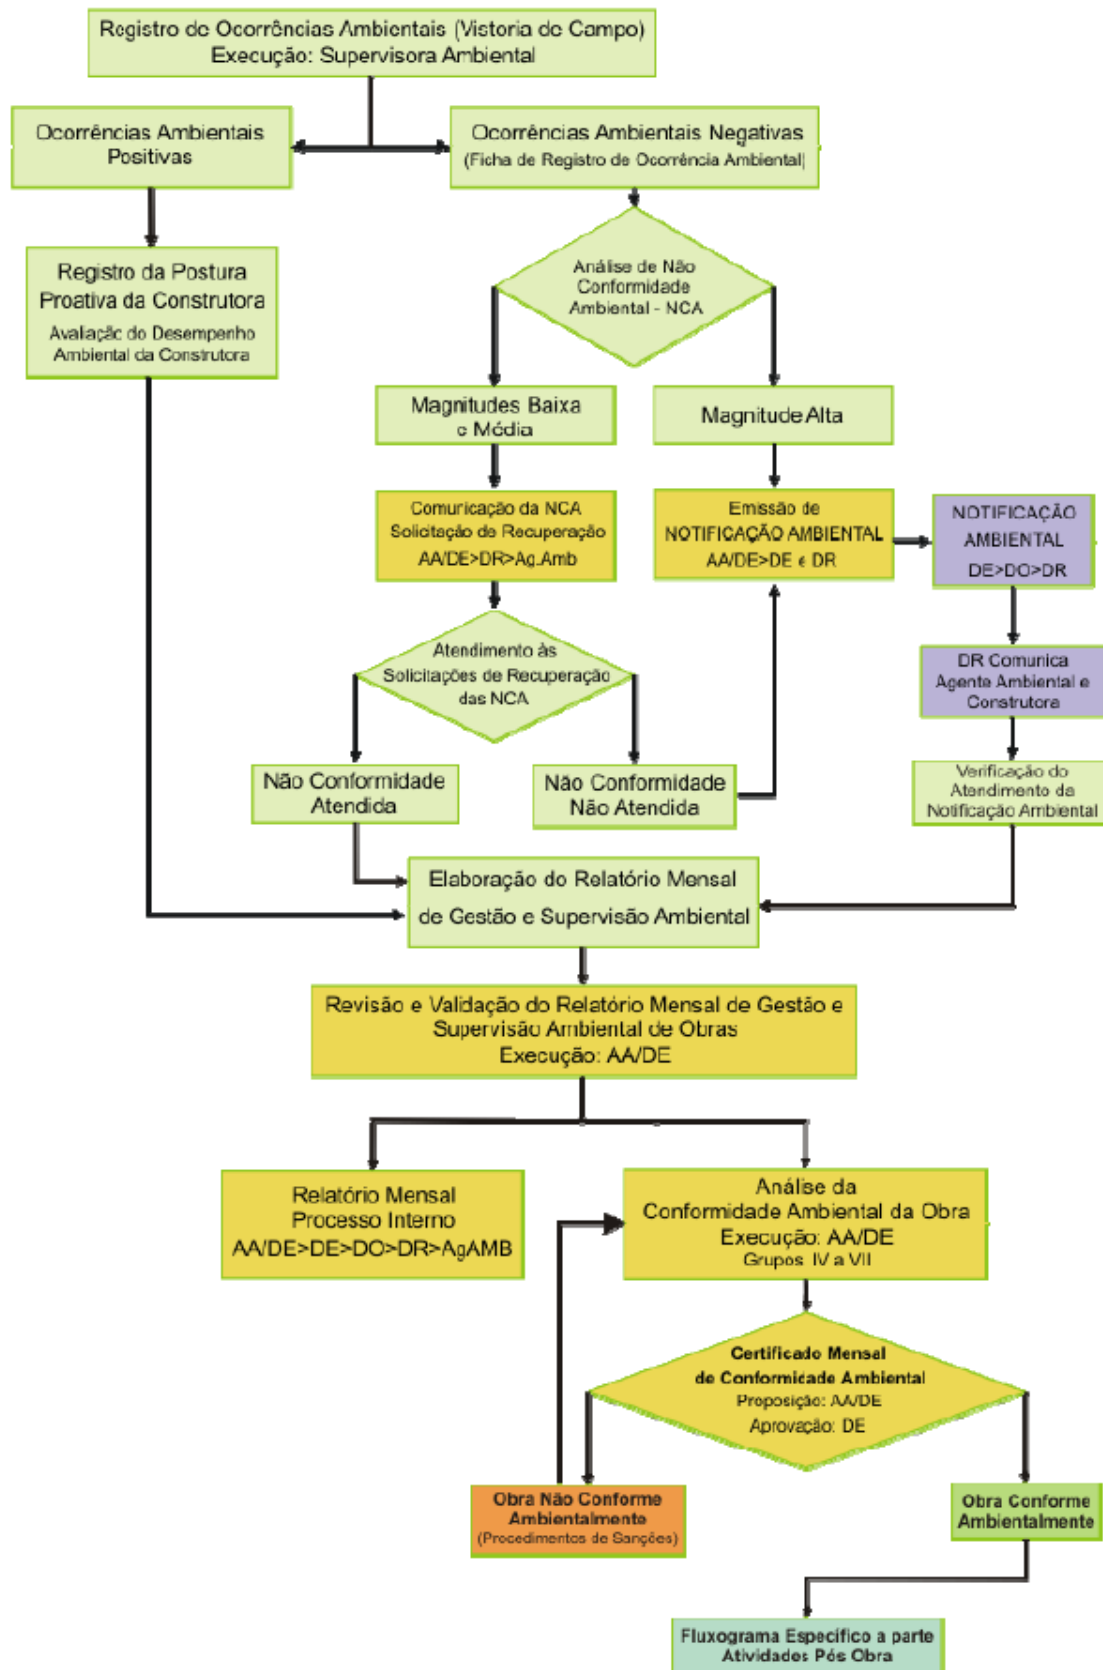 Registro de Ocorrências Ambientais (Vistoria de Campo)
Execução: Supervisora Ambiental
Ocorrências Ambientais
Positivas
Ocorrências Ambientais Negativas
(Ficha de Registro de Ocorrência Ambiental)
Registro da Postura
Proativa da Construtora
Avaliação do Desempenho
Ambiental da Construtora
Análise de Não
Conformidade
Ambiental - NCA
Magnitudes Baixa
e Média
Magnitude Alta
Comunicação da NCA
Solicitação de Recuperação
AA/DE>DR>Ag.Amb
Emissão de
NOTIFICAÇÃO AMBIENTAL
AA/DE>DE e DR
NOTIFICAÇÃO
AMBIENTAL
DE>DO>DR
Atendimento às
Solicitações de Recuperação
das NCA
DR Comunica
Agente Ambiental e
Construtora
Não Conformidade
Atendida
Não Conformidade
Não Atendida
Verificação do
Atendimento da
Notificação Ambiental
Elaboração do Relatório Mensal
de Gestão e Supervisão Ambiental
Revisão e Validação do Relatório Mensal de Gestão e
Supervisão Ambiental de Obras
Execução: AA/DE
Relatório Mensal
Processo Interno
AA/DE>DE>DO>DR>AgAMB
Análise da
Conformidade Ambiental da Obra
Execução: AA/DE
Grupos IV a VII
Certificado Mensal
de Conformidade Ambiental
Proposição: AA/DE
Aprovação: DE
Obra Não Conforme
Ambientalmente
(Procedimentos de Sanções)
Obra Conforme
Ambientalmente
Fluxograma Específico a parte
Atividades Pós Obra